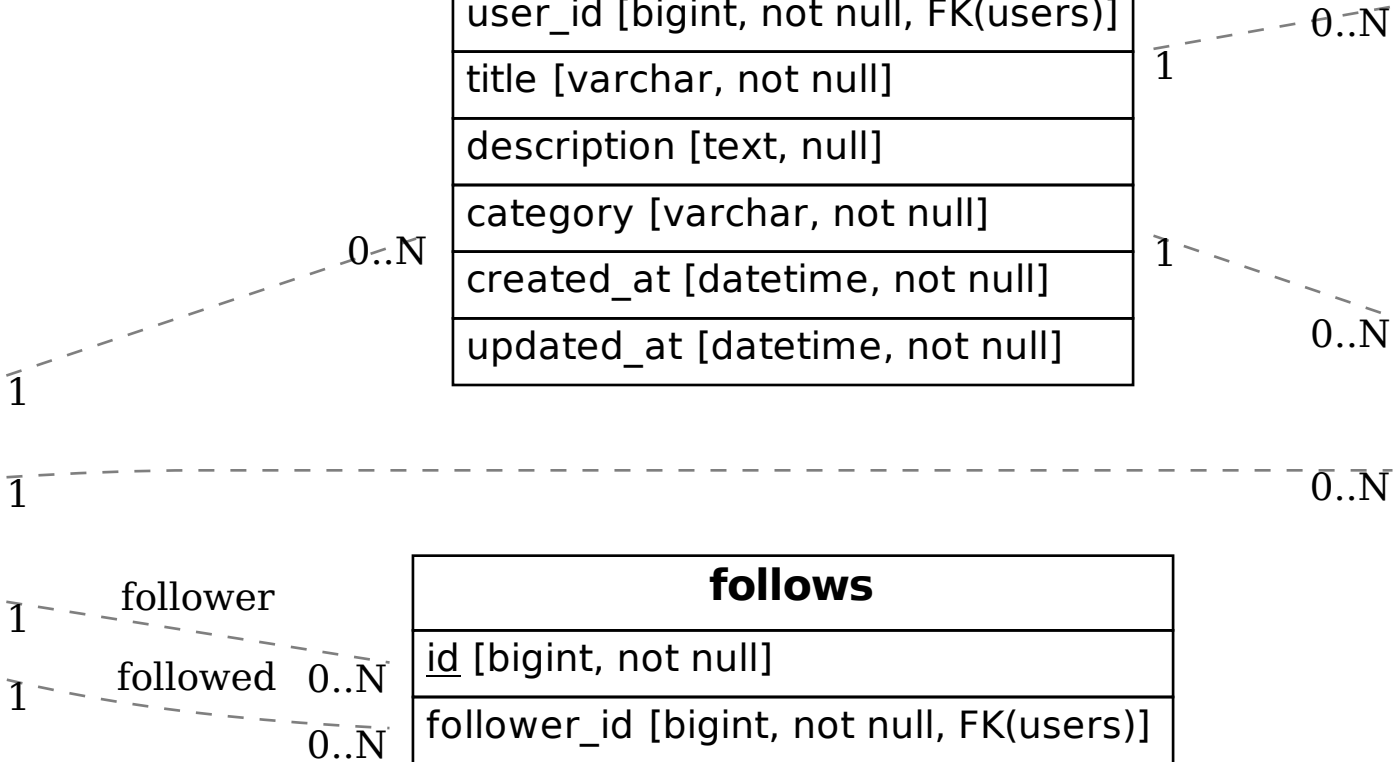 user_id [bigint, not null, FK(users)]
0..N
1
title [varchar, not null]
description [text, null]
category [varchar, not null]
0..N
1
created_at [datetime, not null]
0..N
updated_at [datetime, not null]
1
1
0..N
follows
follower
1
id [bigint, not null]
followed
0..N
1
follower_id [bigint, not null, FK(users)]
0..N